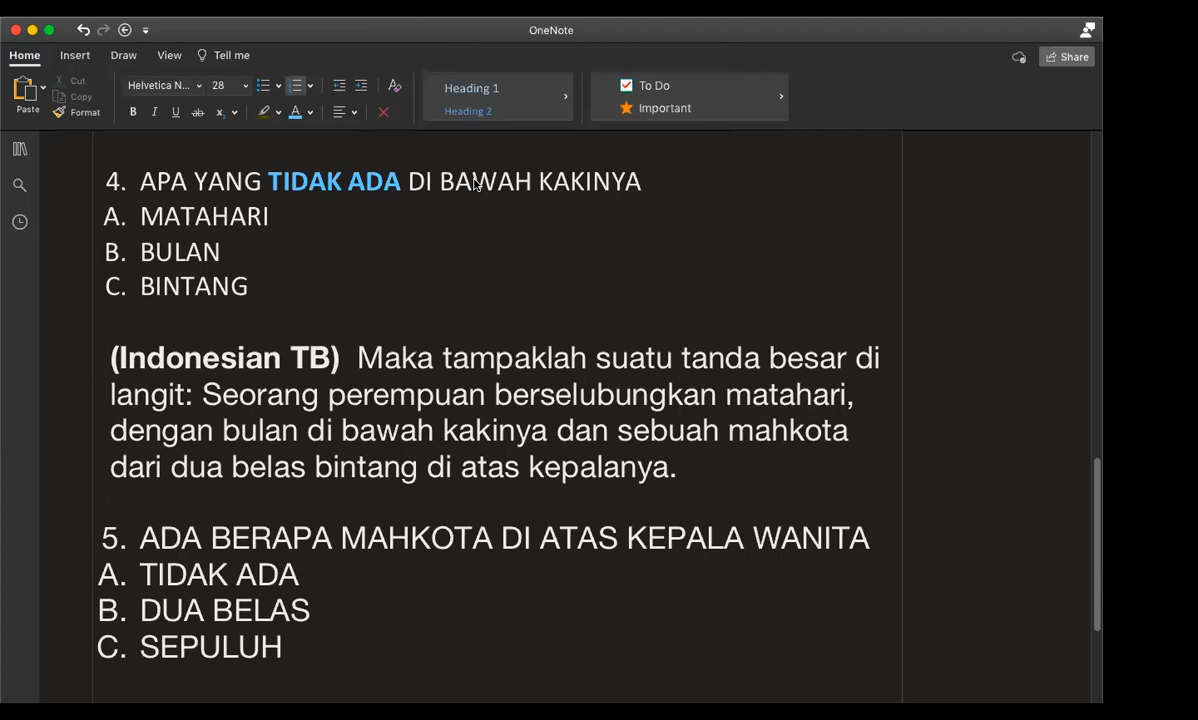 OneNote
Home Insert Draw View Tell me
Share
Paste
Cut
Copy
Format
Helvetica N... 28
B I U ab x₂ A
Heading 1
Heading 2
To Do
Important
4. APA YANG TIDAK ADA DI BAWAH KAKINYA
A. MATAHARI
B. BULAN
C. BINTANG
(Indonesian TB) Maka tampaklah suatu tanda besar di
langit: Seorang perempuan berselubungkan matahari,
dengan bulan di bawah kakinya dan sebuah mahkota
dari dua belas bintang di atas kepalanya.
5. ADA BERAPA MAHKOTA DI ATAS KEPALA WANITA
A. TIDAK ADA
B. DUA BELAS
C. SEPULUH